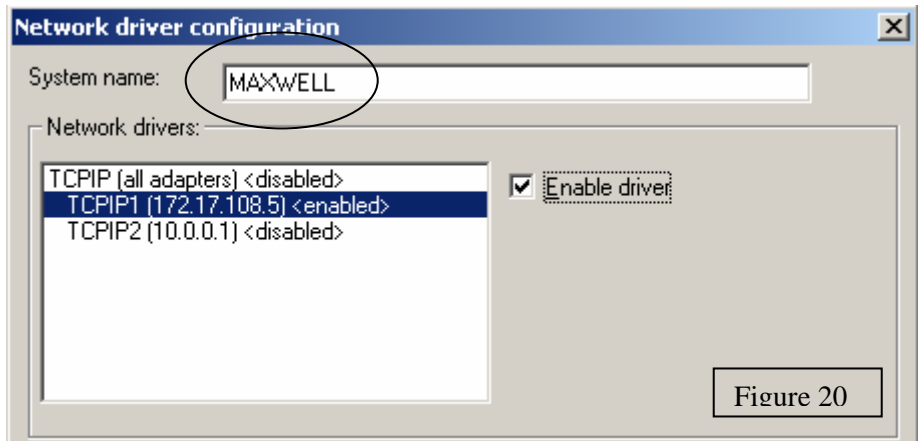 Network driver configuration
System name: MAXWELL
Network drivers:
TCPIP (all adapters) <disabled>
TCPIP1 (172.17.108.5) <enabled>
TCPIP2 (10.0.0.1) <disabled>
Enable driver
Figure 20